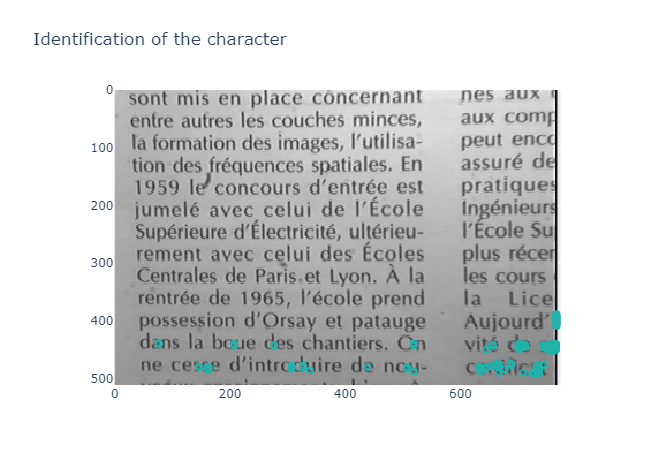 Identification of the character
0
100
200
300
400
500
0
200
400
600
sont mis en place concernant
entre autres les couches minces,
la formation des images, l'utilisa-
tion des fréquences spatiales. En
1959 le concours d'entrée est
jumelé avec celui de l'École
Supérieure d'Électricité, ultérieu-
rement avec celui des Écoles
Centrales de Paris et Lyon. À la
rentrée de 1965, l'école prend
possession d'Orsay et patauge
dans la boue des chantiers. On
ne cesse d'introduire de nou-
nes aux
aux comp
peut enco
assuré de
pratiques
Ingénieurs
l'École Su
plus récen
les cours
la Lice
Aujourd'
vité de